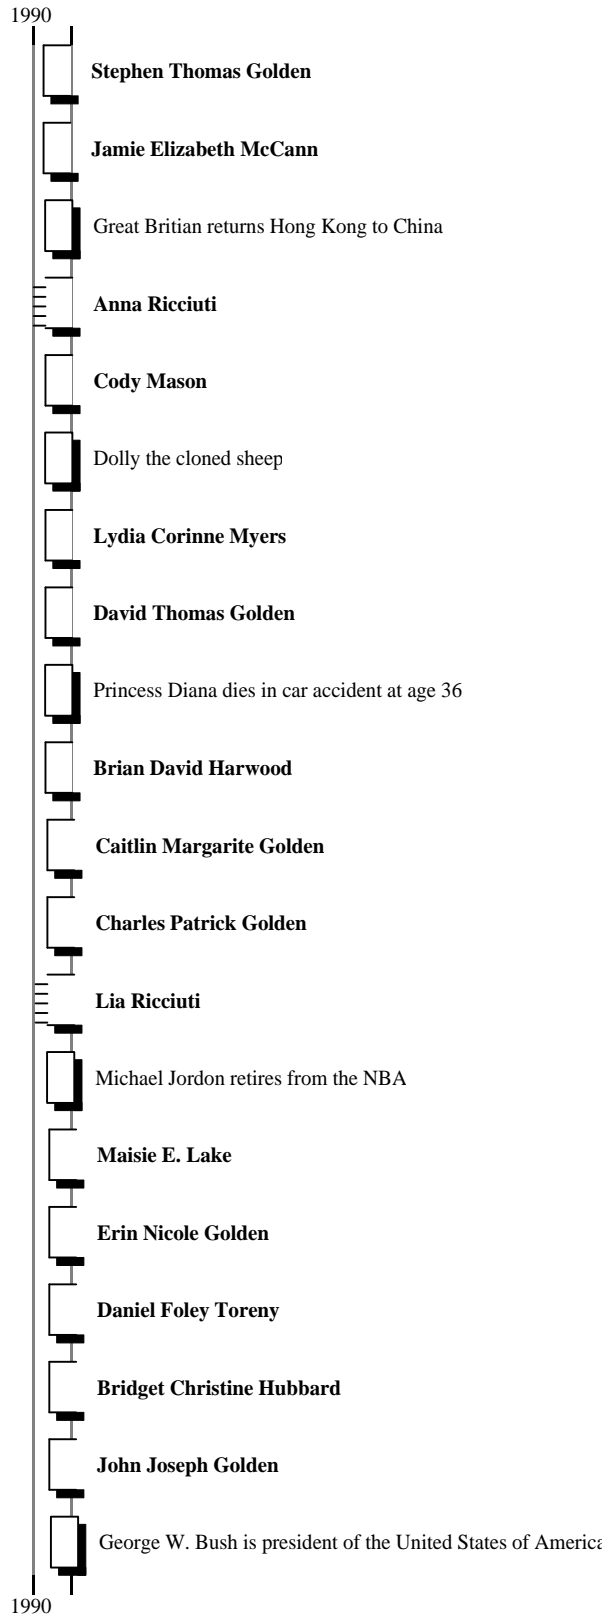 1990
Stephen Thomas Golden
Jamie Elizabeth McCann
Great Britian returns Hong Kong to China
Anna Ricciuti
Cody Mason
Dolly the cloned sheep
Lydia Corinne Myers
David Thomas Golden
Princess Diana dies in car accident at age 36
Brian David Harwood
Caitlin Margarite Golden
Charles Patrick Golden
Lia Ricciuti
Michael Jordon retires from the NBA
Maisie E. Lake
Erin Nicole Golden
Daniel Foley Toreny
Bridget Christine Hubbard
John Joseph Golden
George W. Bush is president of the United States of America
1990